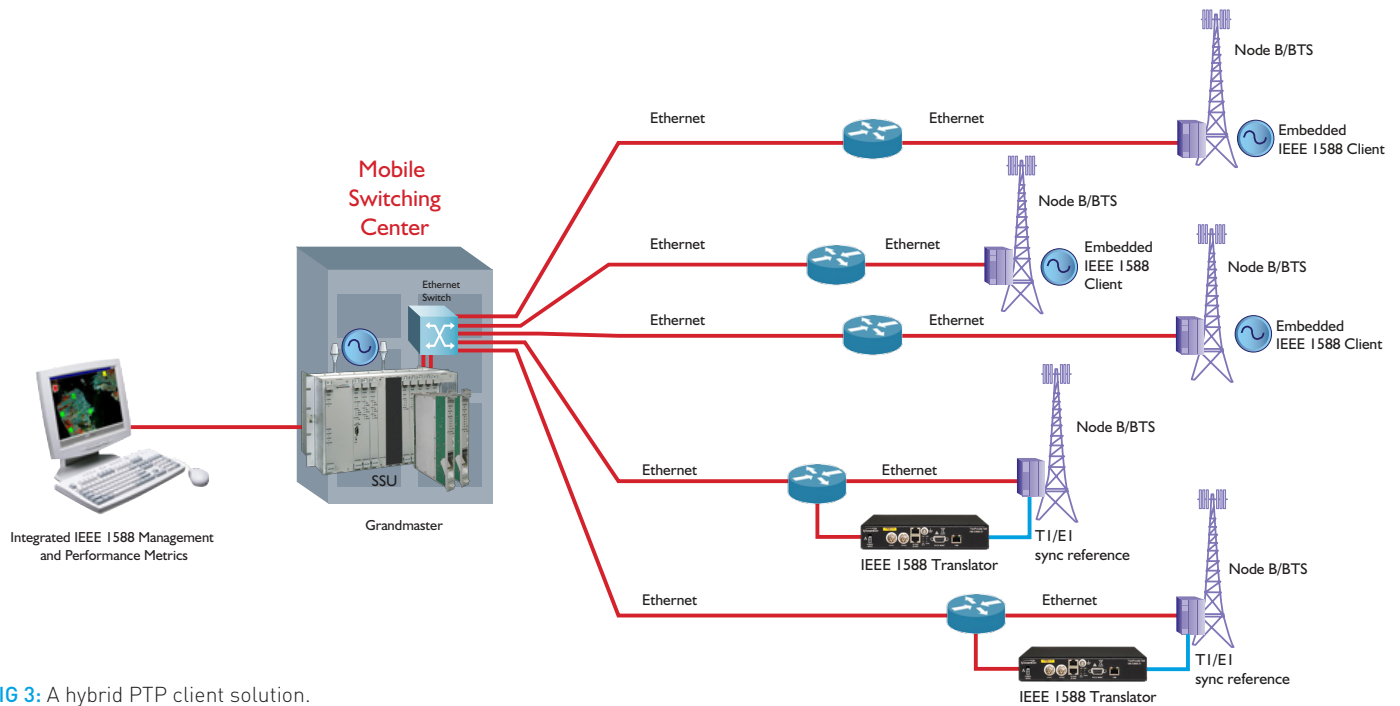 Node B/BTS
Ethernet
Ethernet
Embedded
IEEE 1588 Client
Mobile
Switching
Center
Node B/BTS
Ethernet
Ethernet
Embedded
IEEE 1588
Client
Node B/BTS
Ethernet
Switch
Ethernet
Ethernet
Embedded
IEEE 1588 Client
Node B/BTS
Ethernet
Ethernet
SSU
Grandmaster
Integrated IEEE 1588 Management
and Performance Metrics
T1/E1
sync reference
IEEE 1588 Translator
Node B/BTS
Ethernet
Ethernet
T1/E1
sync reference
IEEE 1588 Translator
IG 3: A hybrid PTP client solution.